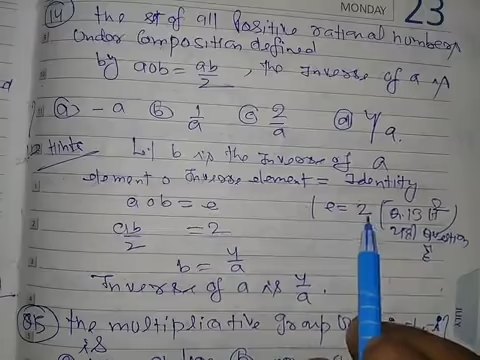 MONDAY 23
(14) the set of all Positive rational numbers
Under Composition defined
by aob = ab/2, the Inverse of a is
(a) -a (b) 1/a (c) 2/a (d) 4/a.
Hints Let b is the Inverse of a
element o Inverse element = Identity
aob = e | e = 2
ab/2 = 2
b = 4/a
Inverse of a is 4/a.
JULY
the multiplicative group
is